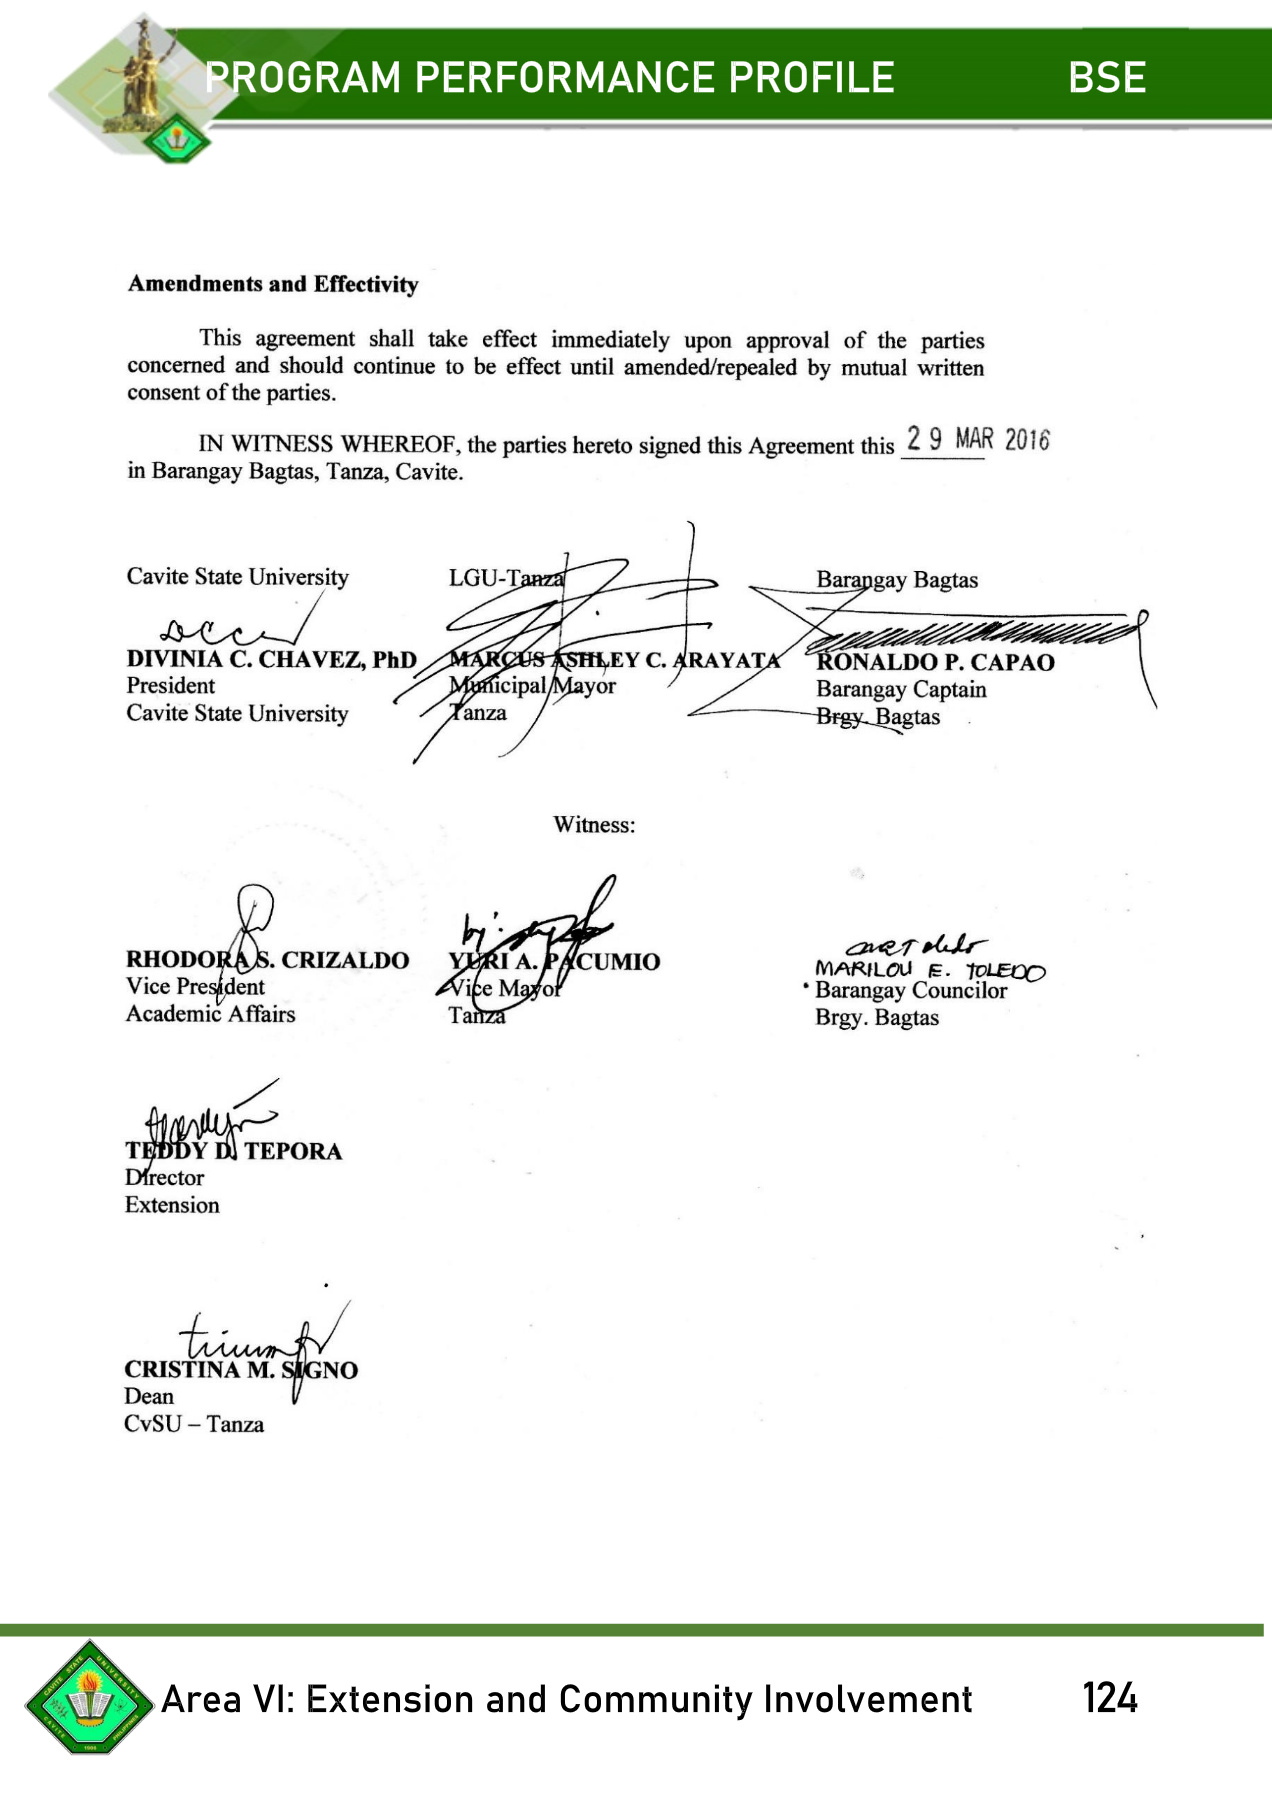 PROGRAM PERFORMANCE PROFILE BSE
Amendments and Effectivity
This agreement shall take effect immediately upon approval of the parties
concerned and should continue to be effect until amended/repealed by mutual written
consent of the parties.
IN WITNESS WHEREOF, the parties hereto signed this Agreement this 29 MAR 2016
in Barangay Bagtas, Tanza, Cavite.
Cavite State University LGU-Tanza Barangay Bagtas
DIVINIA C. CHAVEZ, PhD MARCUS ASHLEY C. ARAYATA RONALDO P. CAPAO
President Municipal Mayor Barangay Captain
Cavite State University Tanza Brgy. Bagtas
Witness:
by:
MARILOU E. TOLEDO
RHODORA S. CRIZALDO YURI A. PACUMIO
Vice President Vice Mayor Barangay Councilor
Academic Affairs Tanza Brgy. Bagtas
TEDDY D. TEPORA
Director
Extension
CRISTINA M. SIGNO
Dean
CvSU – Tanza
CAVITE STATE UNIVERSITY
CAVITE PHILIPPINES
1906
Area VI: Extension and Community Involvement 124